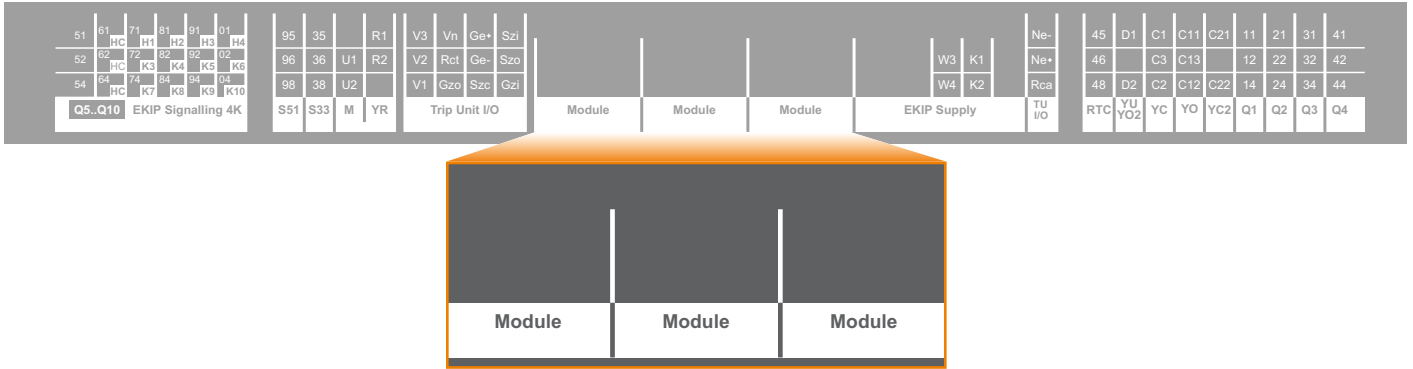 51 61 71 81 91 01 95 35 R1 V3 Vn Ge+ Szi Ne- 45 D1 C1 C11 C21 11 21 31 41
HC H1 H2 H3 H4
52 62 72 82 92 02 96 36 U1 R2 V2 Rct Ge- Szo W3 K1 Ne+ 46 C3 C13 12 22 32 42
HC K3 K4 K5 K6
54 64 74 84 94 04 98 38 U2 V1 Gzo Szc Gzi W4 K2 Rca 48 D2 C2 C12 C22 14 24 34 44
HC K7 K8 K9 K10
Q5..Q10 EKIP Signalling 4K S51 S33 M YR Trip Unit I/O Module Module Module EKIP Supply TU I/O RTC YU YO2 YC YO YC2 Q1 Q2 Q3 Q4
Module Module Module